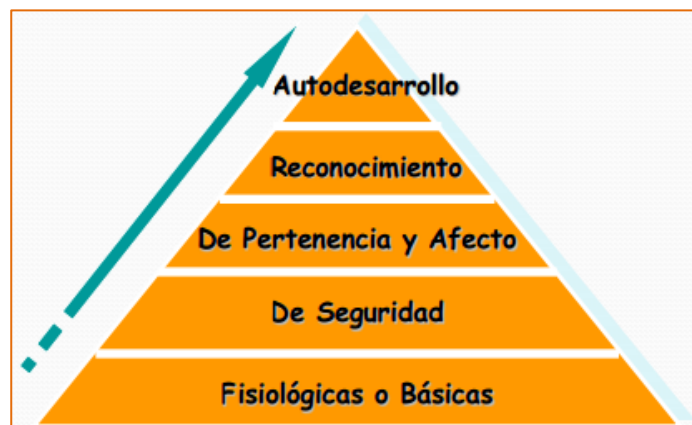 Autodesarrollo
Reconocimiento
De Pertenencia y Afecto
De Seguridad
Fisiológicas o Básicas